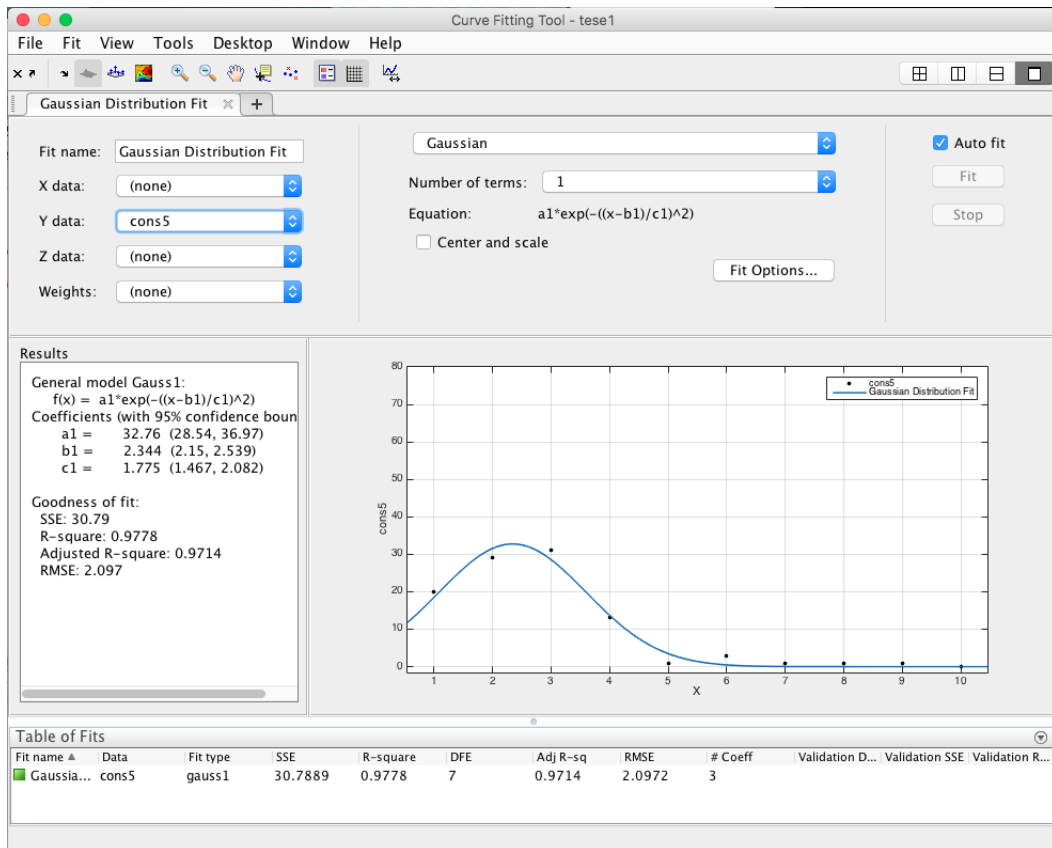 Curve Fitting Tool - tese1
File Fit View Tools Desktop Window Help
Gaussian Distribution Fit
Fit name: Gaussian Distribution Fit
X data: (none)
Y data: cons5
Z data: (none)
Weights: (none)
Gaussian
Number of terms: 1
Equation: a1*exp(-((x-b1)/c1)^2)
Center and scale
Fit Options...
Auto fit
Fit
Stop
Results
General model Gauss1:
f(x) = a1*exp(-((x-b1)/c1)^2)
Coefficients (with 95% confidence boun
a1 = 32.76 (28.54, 36.97)
b1 = 2.344 (2.15, 2.539)
c1 = 1.775 (1.467, 2.082)
Goodness of fit:
SSE: 30.79
R-square: 0.9778
Adjusted R-square: 0.9714
RMSE: 2.097
80
70
60
50
40
30
20
10
0
cons5
cons5
Gaussian Distribution Fit
1 2 3 4 5 6 7 8 9 10
X
Table of Fits
Fit name Data Fit type SSE R-square DFE Adj R-sq RMSE # Coeff Validation D... Validation SSE Validation R...
Gaussia... cons5 gauss1 30.7889 0.9778 7 0.9714 2.0972 3